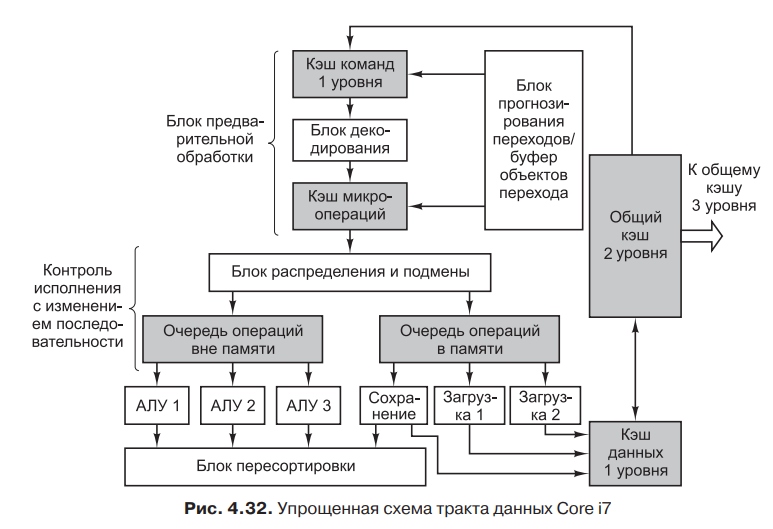 Кэш команд
1 уровня
Блок предва-
рительной
обработки
Блок деко-
дирования
Кэш микро-
операций
Блок
прогнози-
рования
переходов/
буфер
объектов
перехода
К общему
кэшу
3 уровня
Общий
кэш
2 уровня
Контроль
исполнения
с изменени-
ем последо-
вательности
Блок распределения и подмены
Очередь операций
вне памяти
Очередь операций
в памяти
АЛУ 1
АЛУ 2
АЛУ 3
Сохра-
нение
Загруз-
ка 1
Загруз-
ка 2
Кэш
данных
1 уровня
Блок пересортировки
Рис. 4.32. Упрощенная схема тракта данных Core i7